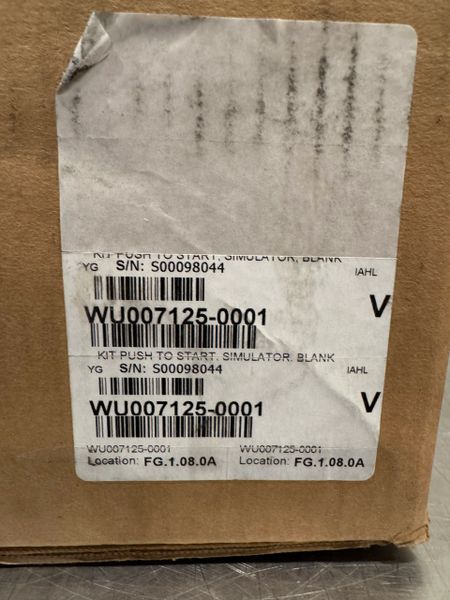 KIT PUSH TO START, SIMULATOR, BLANK
YG S/N: S00098044 IAHL
V
WU007125-0001
KIT PUSH TO START, SIMULATOR, BLANK
YG S/N: S00098044 IAHL
V
WU007125-0001
WU007125-0001 WU007125-0001
Location: FG.1.08.0A Location: FG.1.08.0A